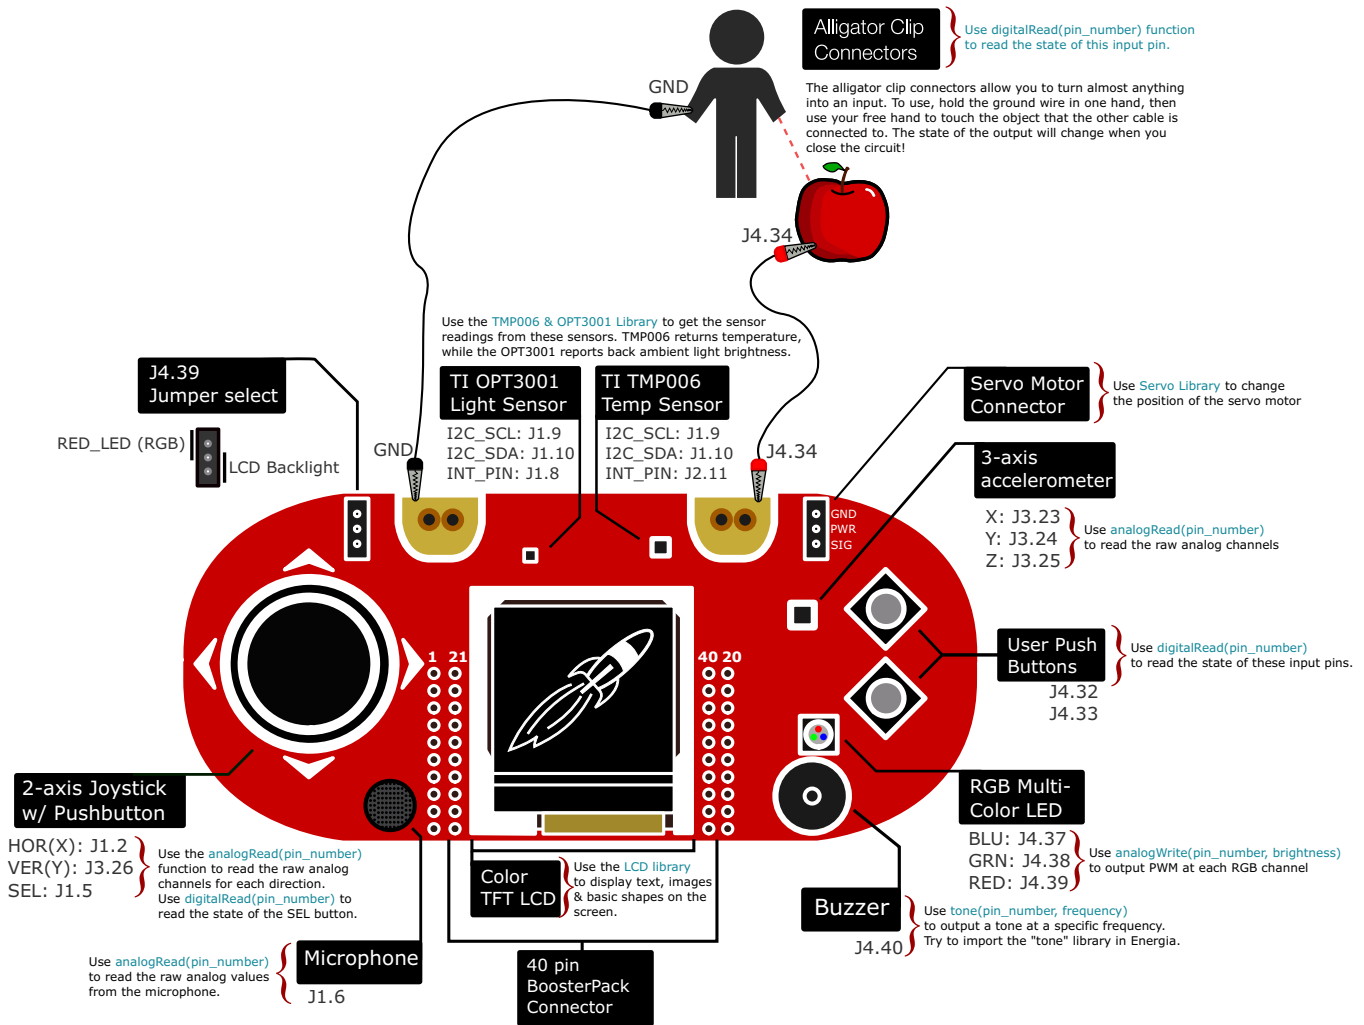 Alligator Clip
Connectors
Use digitalRead(pin_number) function
to read the state of this input pin.
The alligator clip connectors allow you to turn almost anything
into an input. To use, hold the ground wire in one hand, then
use your free hand to touch the object that the other cable is
connected to. The state of the output will change when you
close the circuit!
GND
J4.34
Use the TMP006 & OPT3001 Library to get the sensor
readings from these sensors. TMP006 returns temperature,
while the OPT3001 reports back ambient light brightness.
J4.39
Jumper select
RED_LED (RGB)
LCD Backlight
TI OPT3001
Light Sensor
I2C_SCL: J1.9
I2C_SDA: J1.10
INT_PIN: J1.8
TI TMP006
Temp Sensor
I2C_SCL: J1.9
I2C_SDA: J1.10
INT_PIN: J2.11
GND
J4.34
Servo Motor
Connector
Use Servo Library to change
the position of the servo motor
3-axis
accelerometer
X: J3.23
Y: J3.24
Z: J3.25
Use analogRead(pin_number)
to read the raw analog channels
GND
PWR
SIG
1 21
40 20
User Push
Buttons
J4.32
J4.33
Use digitalRead(pin_number)
to read the state of these input pins.
2-axis Joystick
w/ Pushbutton
HOR(X): J1.2
VER(Y): J3.26
SEL: J1.5
Use the analogRead(pin_number)
function to read the raw analog
channels for each direction.
Use digitalRead(pin_number) to
read the state of the SEL button.
RGB Multi-
Color LED
BLU: J4.37
GRN: J4.38
RED: J4.39
Use analogWrite(pin_number, brightness)
to output PWM at each RGB channel
Color
TFT LCD
Use the LCD library
to display text, images
& basic shapes on the
screen.
Buzzer
J4.40
Use tone(pin_number, frequency)
to output a tone at a specific frequency.
Try to import the "tone" library in Energia.
Microphone
J1.6
Use analogRead(pin_number)
to read the raw analog values
from the microphone.
40 pin
BoosterPack
Connector